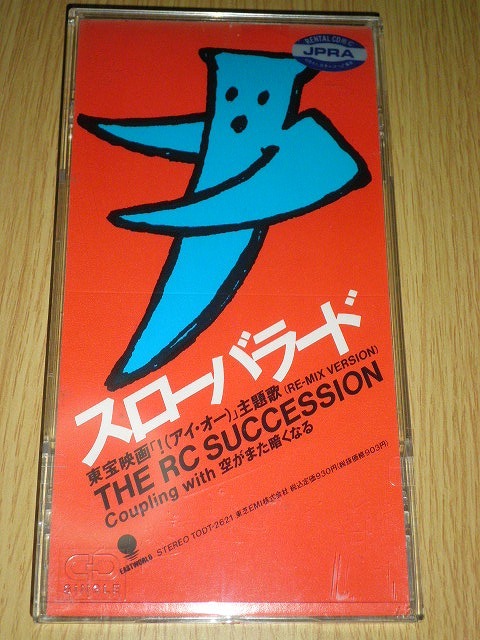 RENTAL CD用
JPRA
スローバラード
東宝映画「!(アイ・オー)」主題歌 (RE-MIX VERSION)
THE RC SUCCESSION
Coupling with 空がまた暗くなる
EASTWORLD STEREO TODT-2621 東芝EMI株式会社 税込定価930円(税抜価格903円)
CD
SINGLE